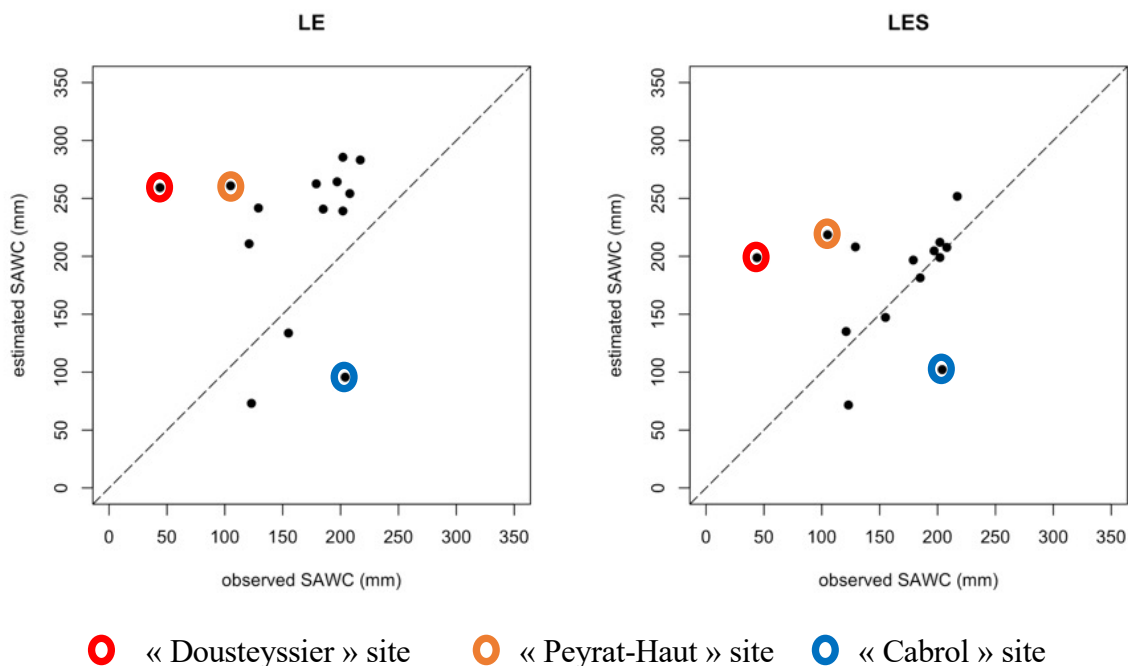 LE
LES
350
300
250
200
150
100
50
0
estimated SAWC (mm)
0 50 100 150 200 250 300 350
observed SAWC (mm)
350
300
250
200
150
100
50
0
estimated SAWC (mm)
0 50 100 150 200 250 300 350
observed SAWC (mm)
« Dousteyssier » site « Peyrat-Haut » site « Cabrol » site